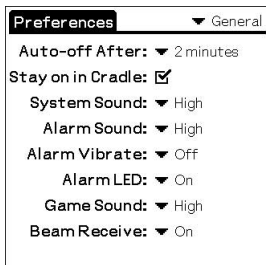 Preferences General
Auto-off After: 2 minutes
Stay on in Cradle:
System Sound: High
Alarm Sound: High
Alarm Vibrate: Off
Alarm LED: On
Game Sound: High
Beam Receive: On